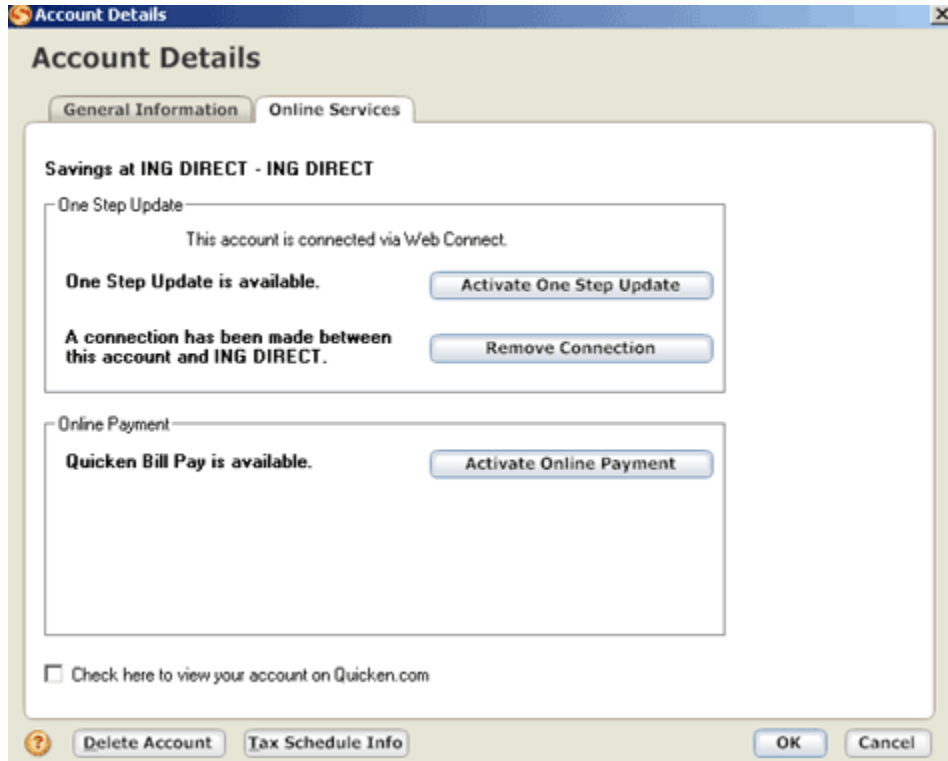 Account Details
Account Details
General Information Online Services
Savings at ING DIRECT - ING DIRECT
One Step Update
This account is connected via Web Connect.
One Step Update is available. Activate One Step Update
A connection has been made between
this account and ING DIRECT. Remove Connection
Online Payment
Quicken Bill Pay is available. Activate Online Payment
Check here to view your account on Quicken.com
? Delete Account Tax Schedule Info OK Cancel